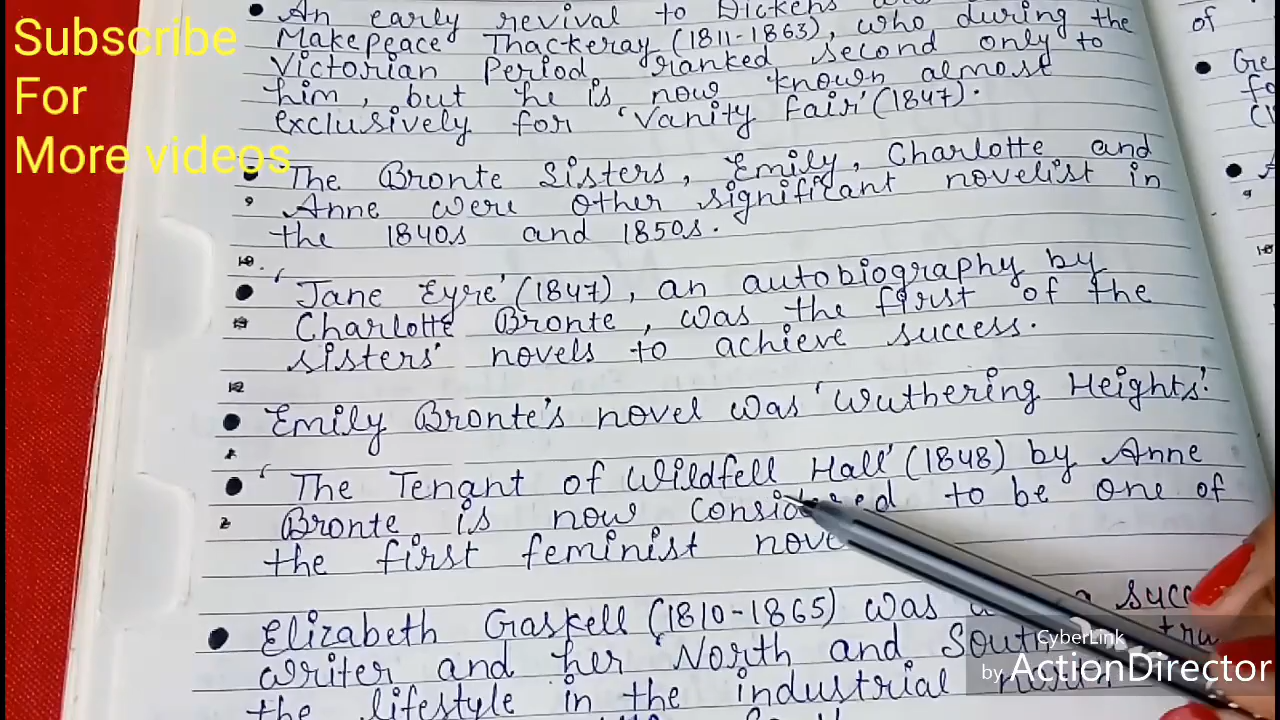 Subscribe
For
More videos
An early revival to Dickens
Makepeace Thackeray (1811-1863), who during the
Victorian Period, ranked second only to
him, but he is now known almost
exclusively for 'Vanity Fair' (1847).
The Bronte Sisters, Emily, Charlotte and
Anne were other significant novelist in
the 1840s and 1850s.
'Jane Eyre' (1847), an autobiography by
Charlotte Bronte, was the first of the
sisters' novels to achieve success.
Emily Bronte's novel was 'Wuthering Heights'.
'The Tenant of Wildfell Hall' (1848) by Anne
Bronte is now considered to be one of
the first feminist
Elizabeth Gaskell (1810-1865) was
writer and her 'North and South
the lifestyle in the industrial
of
CyberLink
by ActionDirector